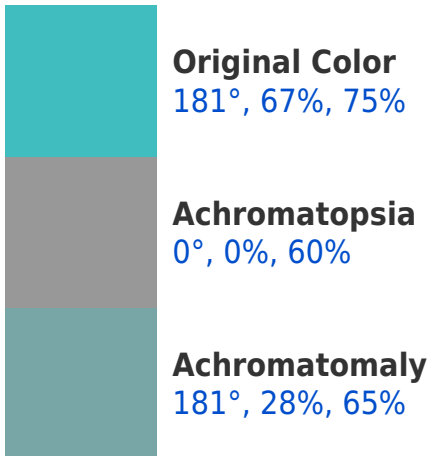 Original Color
181°, 67%, 75%
Achromatopsia
0°, 0%, 60%
Achromatomaly
181°, 28%, 65%